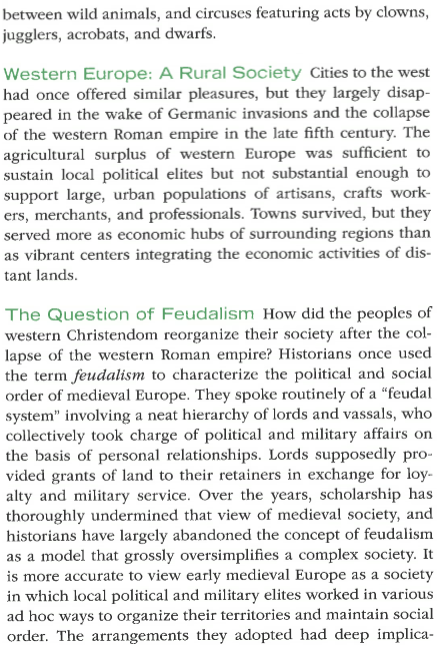 between wild animals, and circuses featuring acts by clowns,
jugglers, acrobats, and dwarfs.
Western Europe: A Rural Society Cities to the west
had once offered similar pleasures, but they largely disap-
peared in the wake of Germanic invasions and the collapse
of the western Roman empire in the late fifth century. The
agricultural surplus of western Europe was sufficient to
sustain local political elites but not substantial enough to
support large, urban populations of artisans, crafts work-
ers, merchants, and professionals. Towns survived, but they
served more as economic hubs of surrounding regions than
as vibrant centers integrating the economic activities of dis-
tant lands.
The Question of Feudalism How did the peoples of
western Christendom reorganize their society after the col-
lapse of the western Roman empire? Historians once used
the term feudalism to characterize the political and social
order of medieval Europe. They spoke routinely of a “feudal
system” involving a neat hierarchy of lords and vassals, who
collectively took charge of political and military affairs on
the basis of personal relationships. Lords supposedly pro-
vided grants of land to their retainers in exchange for loy-
alty and military service. Over the years, scholarship has
thoroughly undermined that view of medieval society, and
historians have largely abandoned the concept of feudalism
as a model that grossly oversimplifies a complex society. It
is more accurate to view early medieval Europe as a society
in which local political and military elites worked in various
ad hoc ways to organize their territories and maintain social
order. The arrangements they adopted had deep implica-